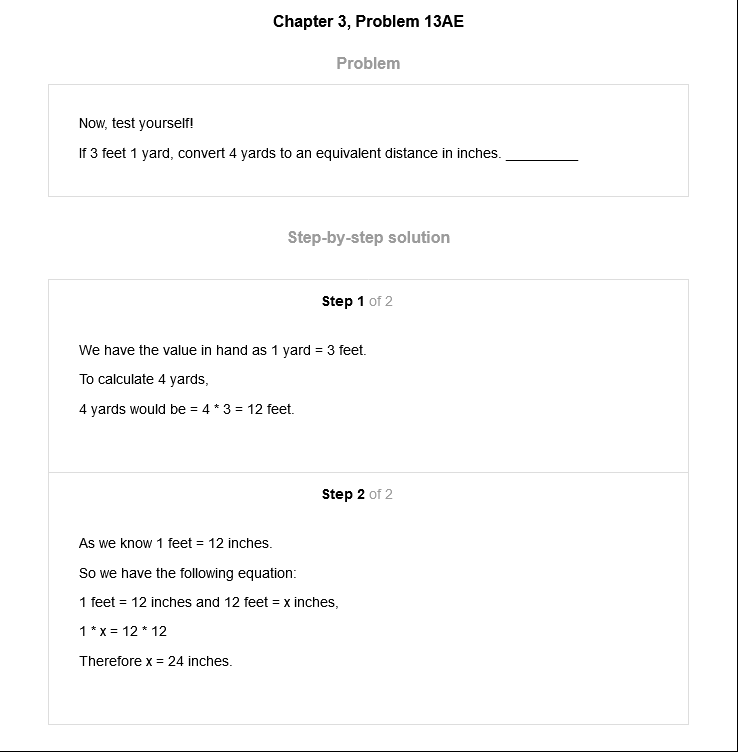 Chapter 3, Problem 13AE
Problem
Now, test yourself!
If 3 feet 1 yard, convert 4 yards to an equivalent distance in inches. __________
Step-by-step solution
Step 1 of 2
We have the value in hand as 1 yard = 3 feet.
To calculate 4 yards,
4 yards would be = 4 * 3 = 12 feet.
Step 2 of 2
As we know 1 feet = 12 inches.
So we have the following equation:
1 feet = 12 inches and 12 feet = x inches,
1 * x = 12 * 12
Therefore x = 24 inches.